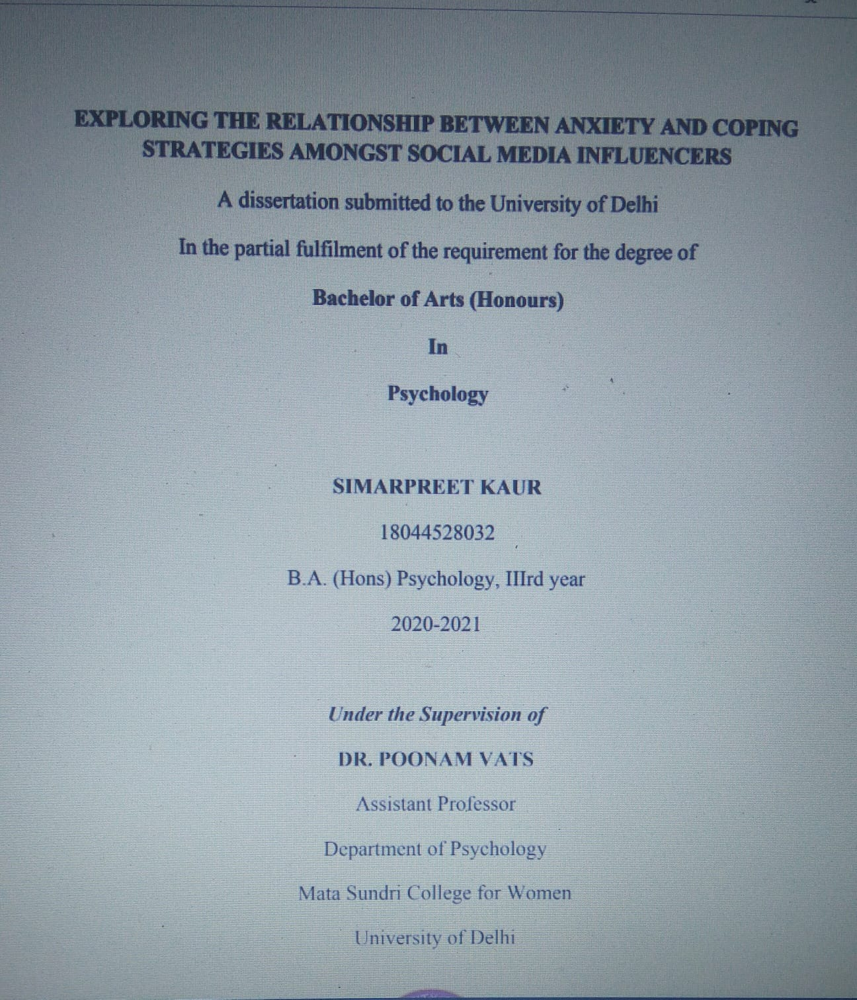 EXPLORING THE RELATIONSHIP BETWEEN ANXIETY AND COPING
STRATEGIES AMONGST SOCIAL MEDIA INFLUENCERS
A dissertation submitted to the University of Delhi
In the partial fulfilment of the requirement for the degree of
Bachelor of Arts (Honours)
In
Psychology
SIMARPREET KAUR
18044528032
B.A. (Hons) Psychology, IIIrd year
2020-2021
Under the Supervision of
DR. POONAM VATS
Assistant Professor
Department of Psychology
Mata Sundri College for Women
University of Delhi